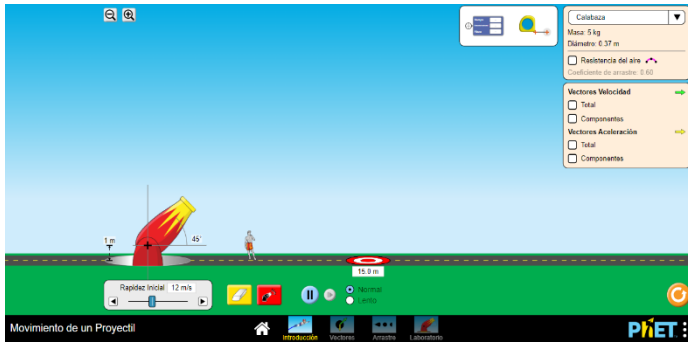 Calabaza
Masa: 5 kg
Diámetro: 0.37 m
Resistencia del aire
Coeficiente de arrastre: 0.60
Vectores Velocidad
Total
Componentes
Vectores Aceleración
Total
Componentes
1 m
45°
15.0 m
Rapidez Inicial 12 m/s
Normal
Lento
Movimiento de un Proyectil
Introducción
Vectores
Arrastre
Laboratorio
PhET